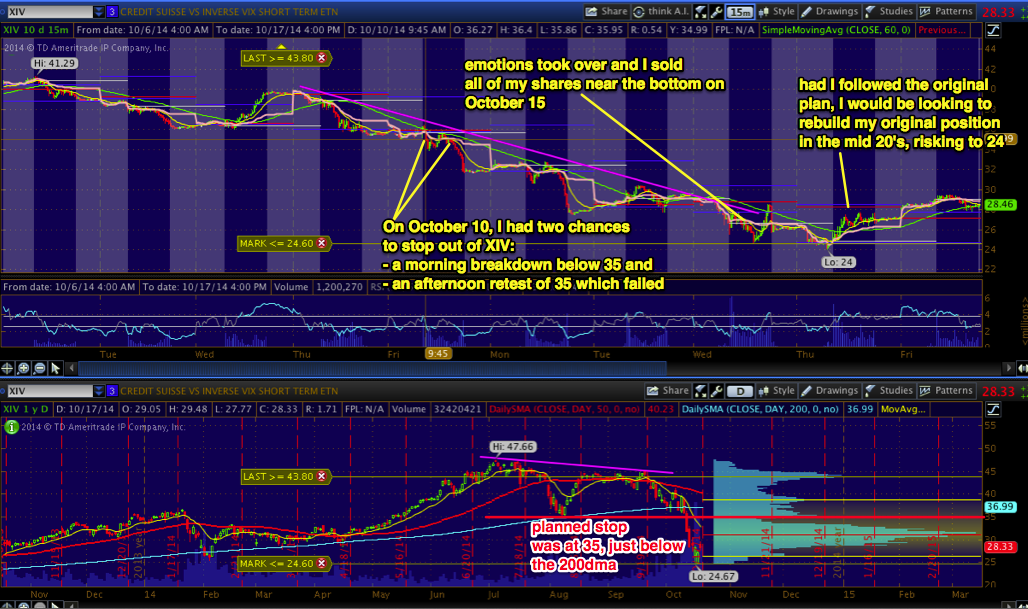 XIV 3 CREDIT SUISSE VS INVERSE VIX SHORT TERM ETN Share think A.I. 15m Style Drawings Studies Patterns 28.33
XIV 10 d 15m From date: 10/6/14 4:00 AM To date: 10/17/14 4:00 PM D: 10/10/14 9:45 AM O: 36.27 H: 36.4 L: 35.86 C: 35.95 R: 0.54 Y: 34.99 FPL: N/A SimpleMovingAvg (CLOSE, 60, 0) Previous...
2014 © TD Ameritrade IP Company, Inc.
44
LAST >= 43.80
Hi: 41.29
emotions took over and I sold
all of my shares near the bottom on
October 15
had I followed the original
plan, I would be looking to
rebuild my original position
in the mid 20's, risking to 24
30
28.46
26
24
22
On October 10, I had two chances
to stop out of XIV:
- a morning breakdown below 35 and
- an afternoon retest of 35 which failed
MARK <= 24.60
Lo: 24
From date: 10/6/14 4:00 AM To date: 10/17/14 4:00 PM Volume 1,200,270
6
4
2
<millions>
Tue Wed Thu Fri 9:45 Mon Tue Wed Thu Fri
XIV 3 CREDIT SUISSE VS INVERSE VIX SHORT TERM ETN Share D Style Drawings Studies Patterns 28.33
XIV 1 y D D: 10/17/14 O: 29.05 H: 29.48 L: 27.77 C: 28.33 R: 1.71 FPL: N/A Volume 32420421 DailySMA (CLOSE, DAY, 50, 0, no) 40.23 DailySMA (CLOSE, DAY, 200, 0, no) 36.99 MovAvg...
2014 © TD Ameritrade IP Company, Inc.
55
50
45
40
36.99
35
28.33
25
20
Hi: 47.66
LAST >= 43.80
planned stop
was at 35, just below
the 200dma
MARK <= 24.60
Lo: 24.67
Nov Dec 14 Feb Mar Apr May Jun Jul Aug Sep Oct Nov Dec 15 Feb Mar